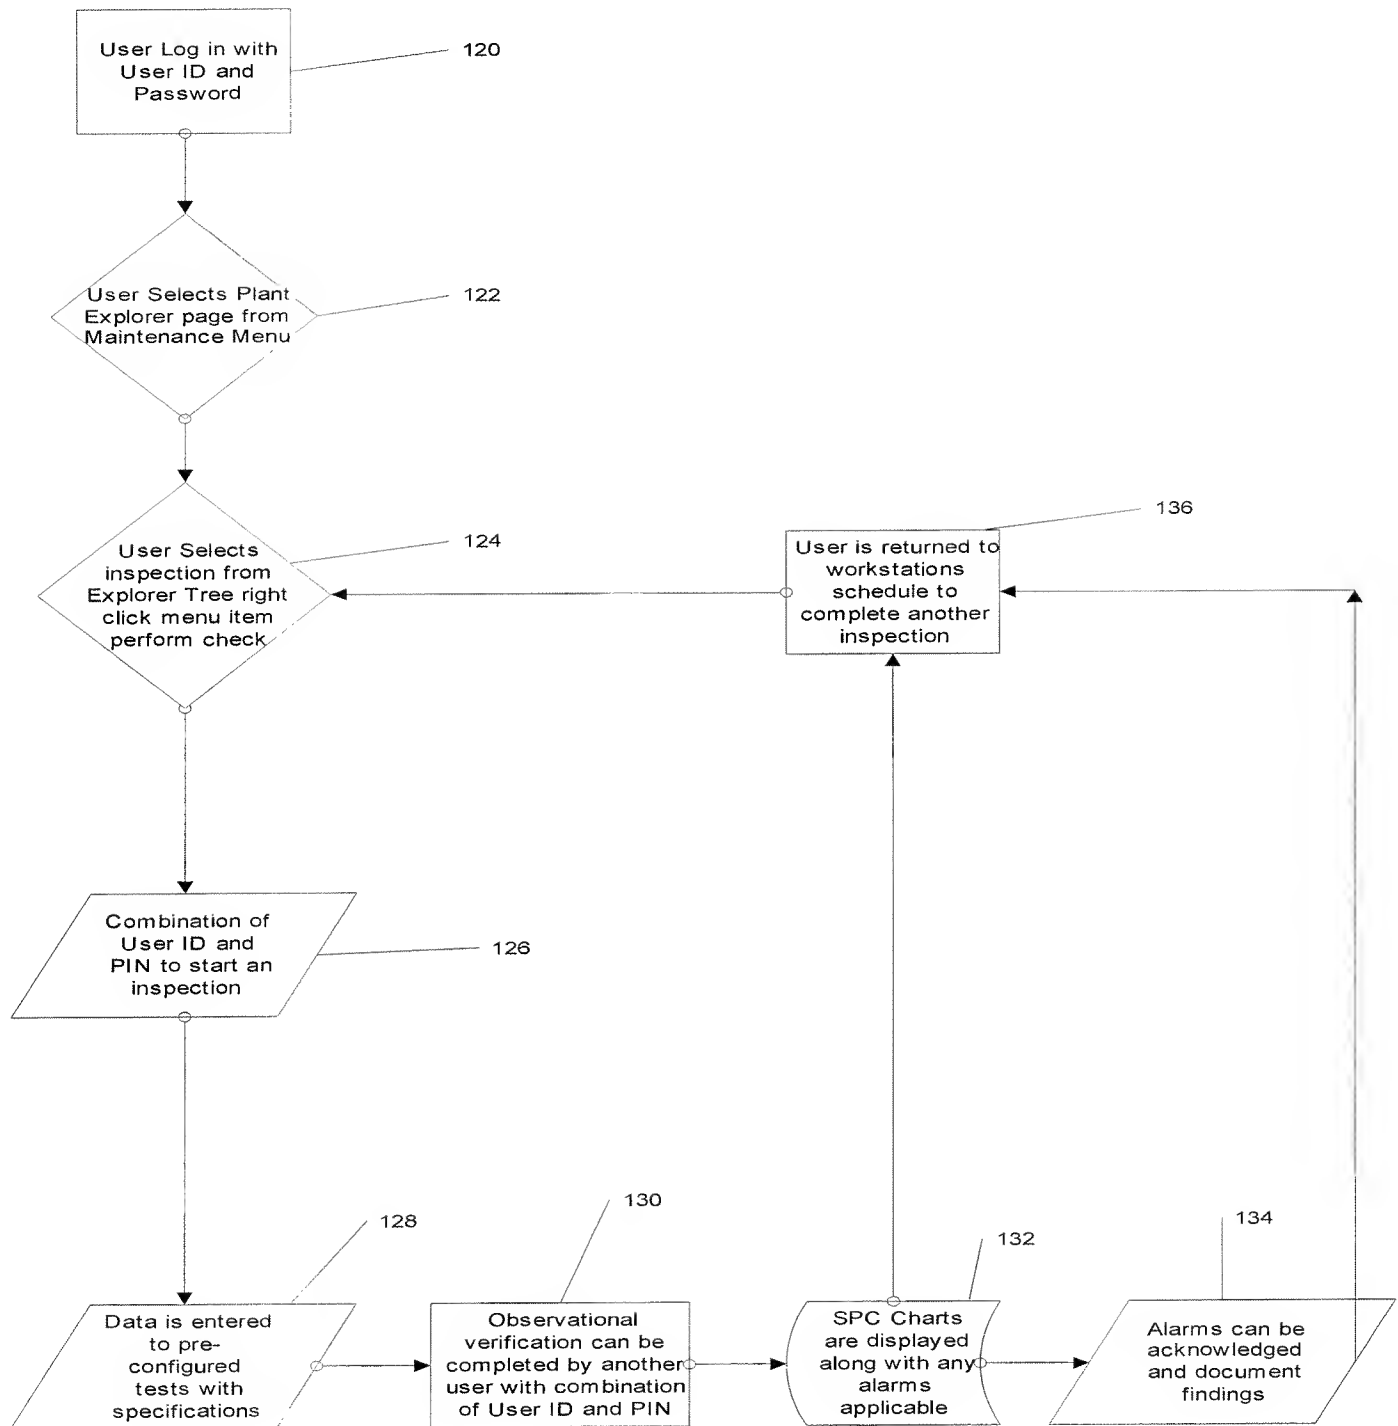 User Log in with
User ID and
Password
120
User Selects Plant
Explorer page from
Maintenance Menu
122
User Selects
inspection from
Explorer Tree right
click menu item
perform check
124
136
User is returned to
workstations
schedule to
complete another
inspection
Combination of
User ID and
PIN to start an
inspection
126
128
Data is entered
to pre-
configured
tests with
specifications
130
Observational
verification can be
completed by another
user with combination
of User ID and PIN
132
SPC Charts
are displayed
along with any
alarms
applicable
134
Alarms can be
acknowledged
and document
findings